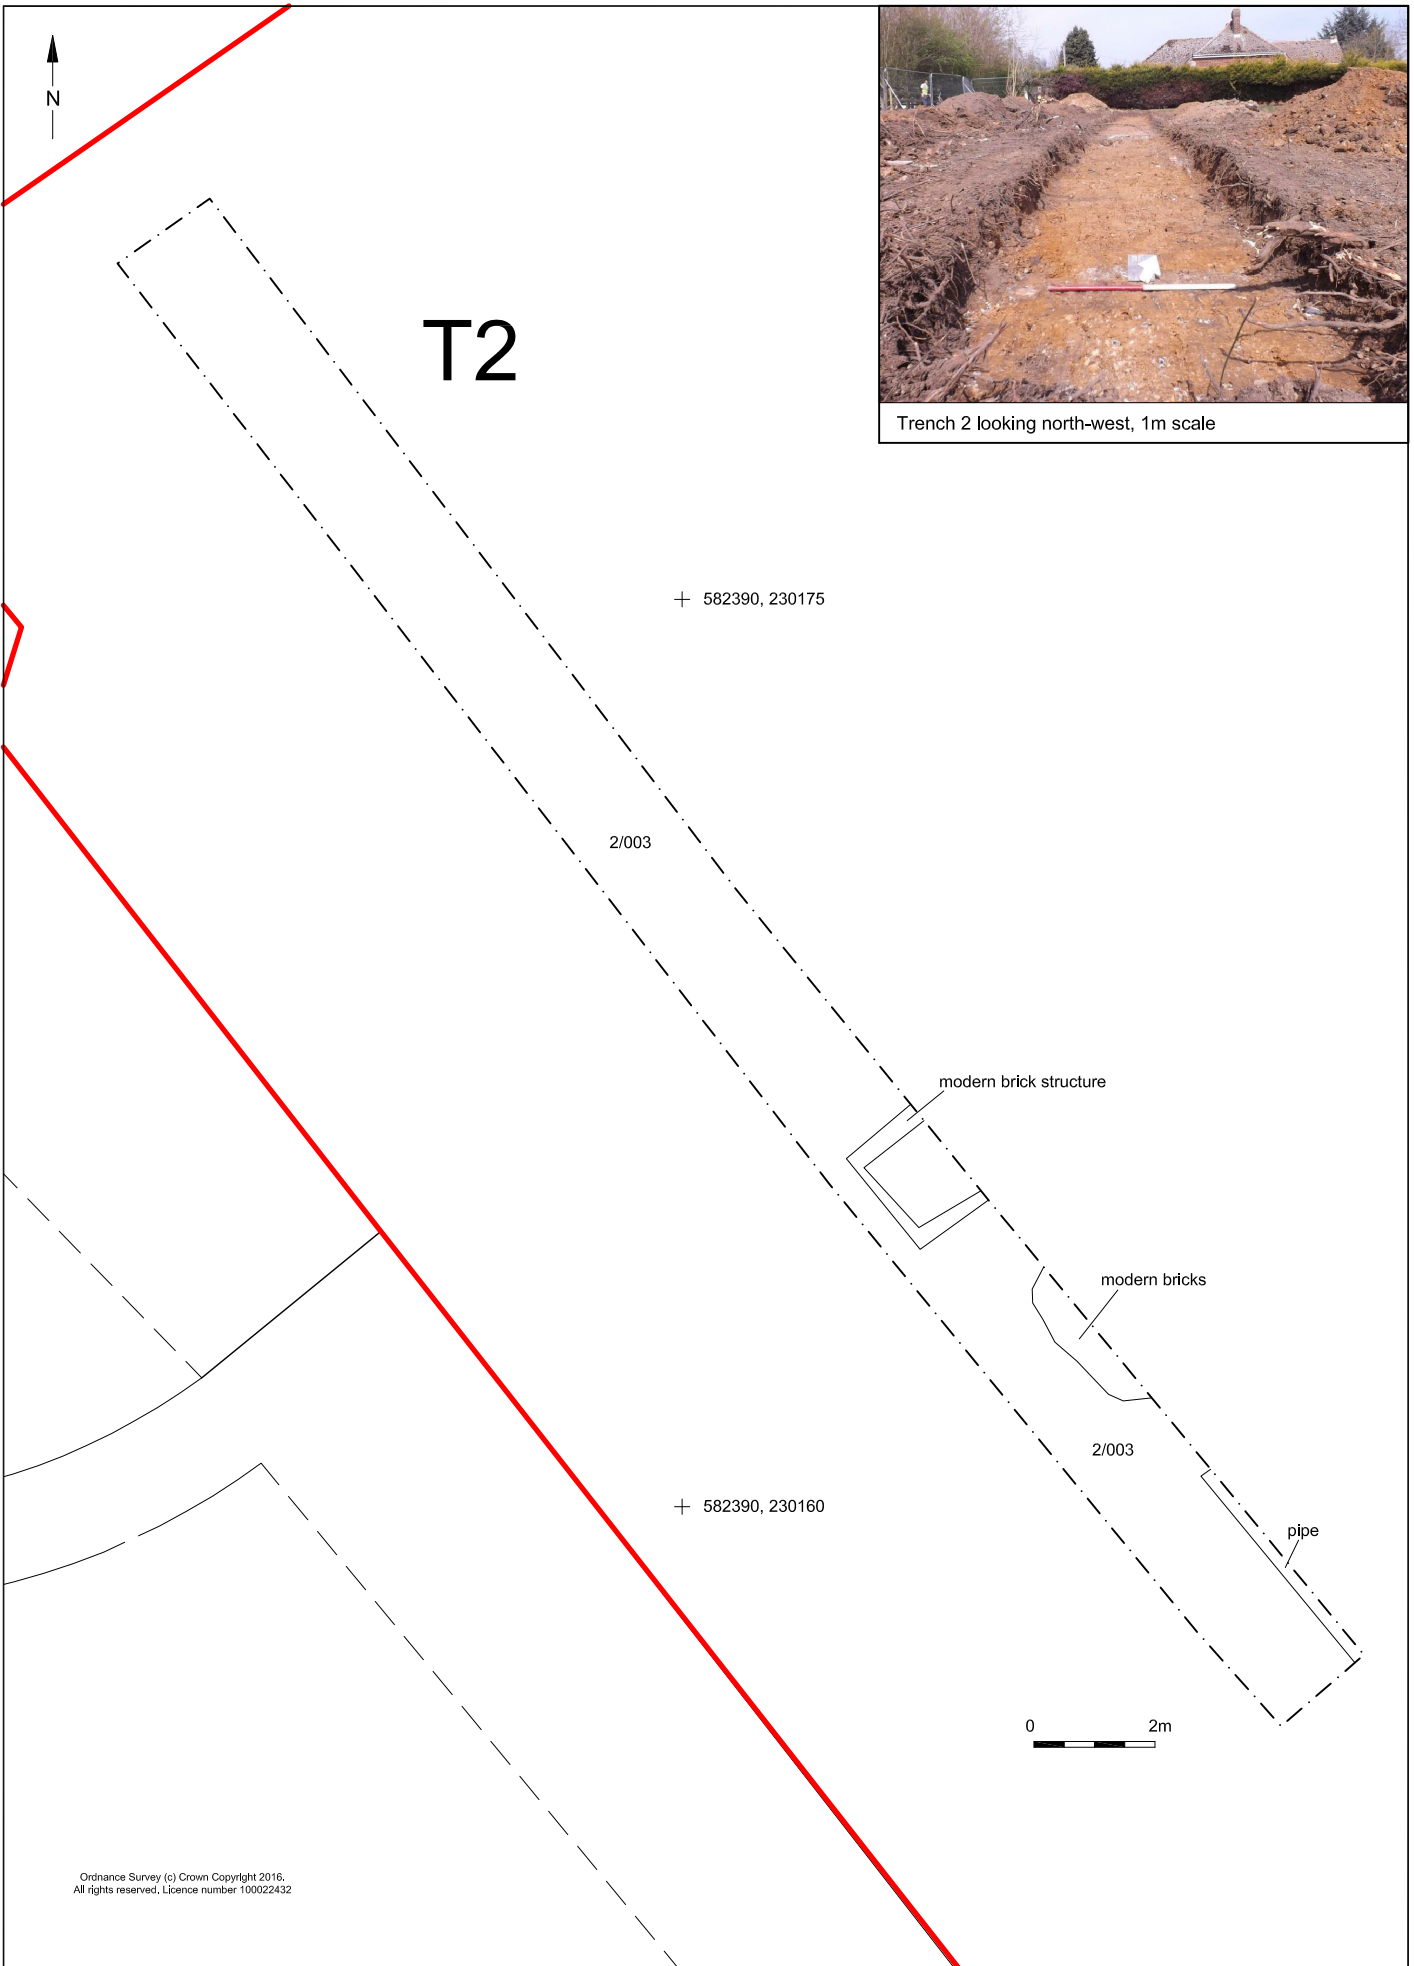 N
T2
Trench 2 looking north-west, 1m scale
582390, 230175
2/003
modern brick structure
modern bricks
2/003
582390, 230160
pipe
0 2m
Ordnance Survey (c) Crown Copyright 2016.
All rights reserved. Licence number 100022432